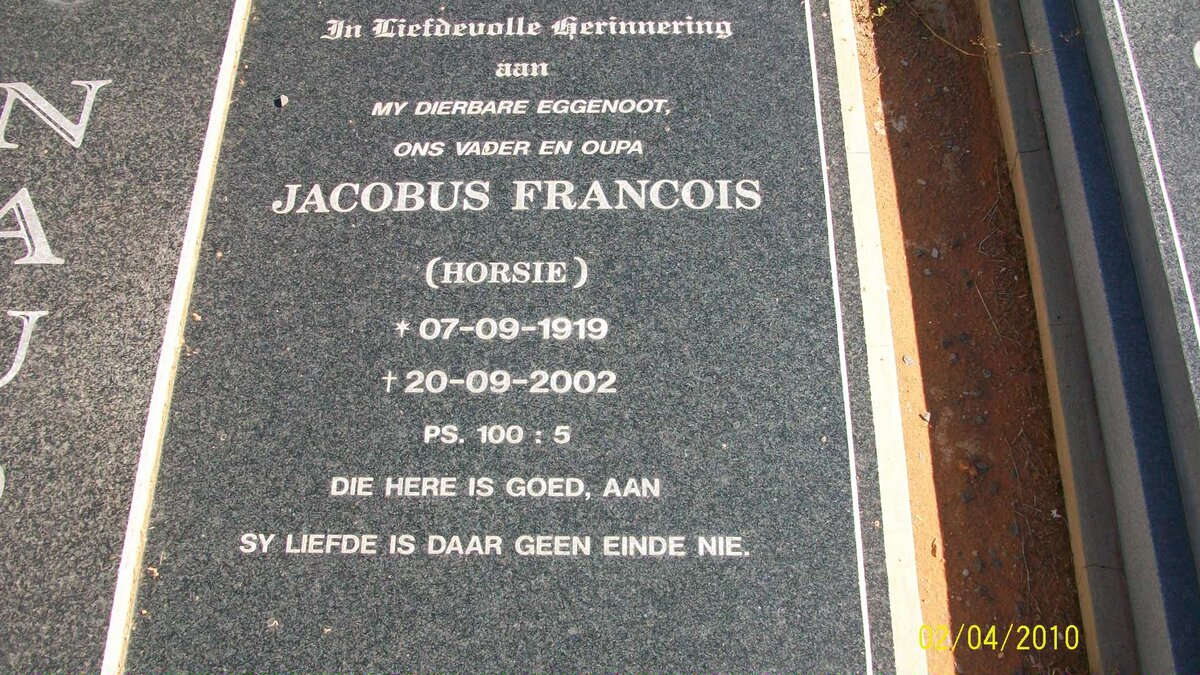 In Liefdevolle Herinnering
aan
MY DIERBARE EGGENOOT,
ONS VADER EN OUPA
JACOBUS FRANCOIS
(HORSIE)
* 07-09-1919
† 20-09-2002
PS. 100 : 5
DIE HERE IS GOED, AAN
SY LIEFDE IS DAAR GEEN EINDE NIE.
N
A
U
02/04/2010